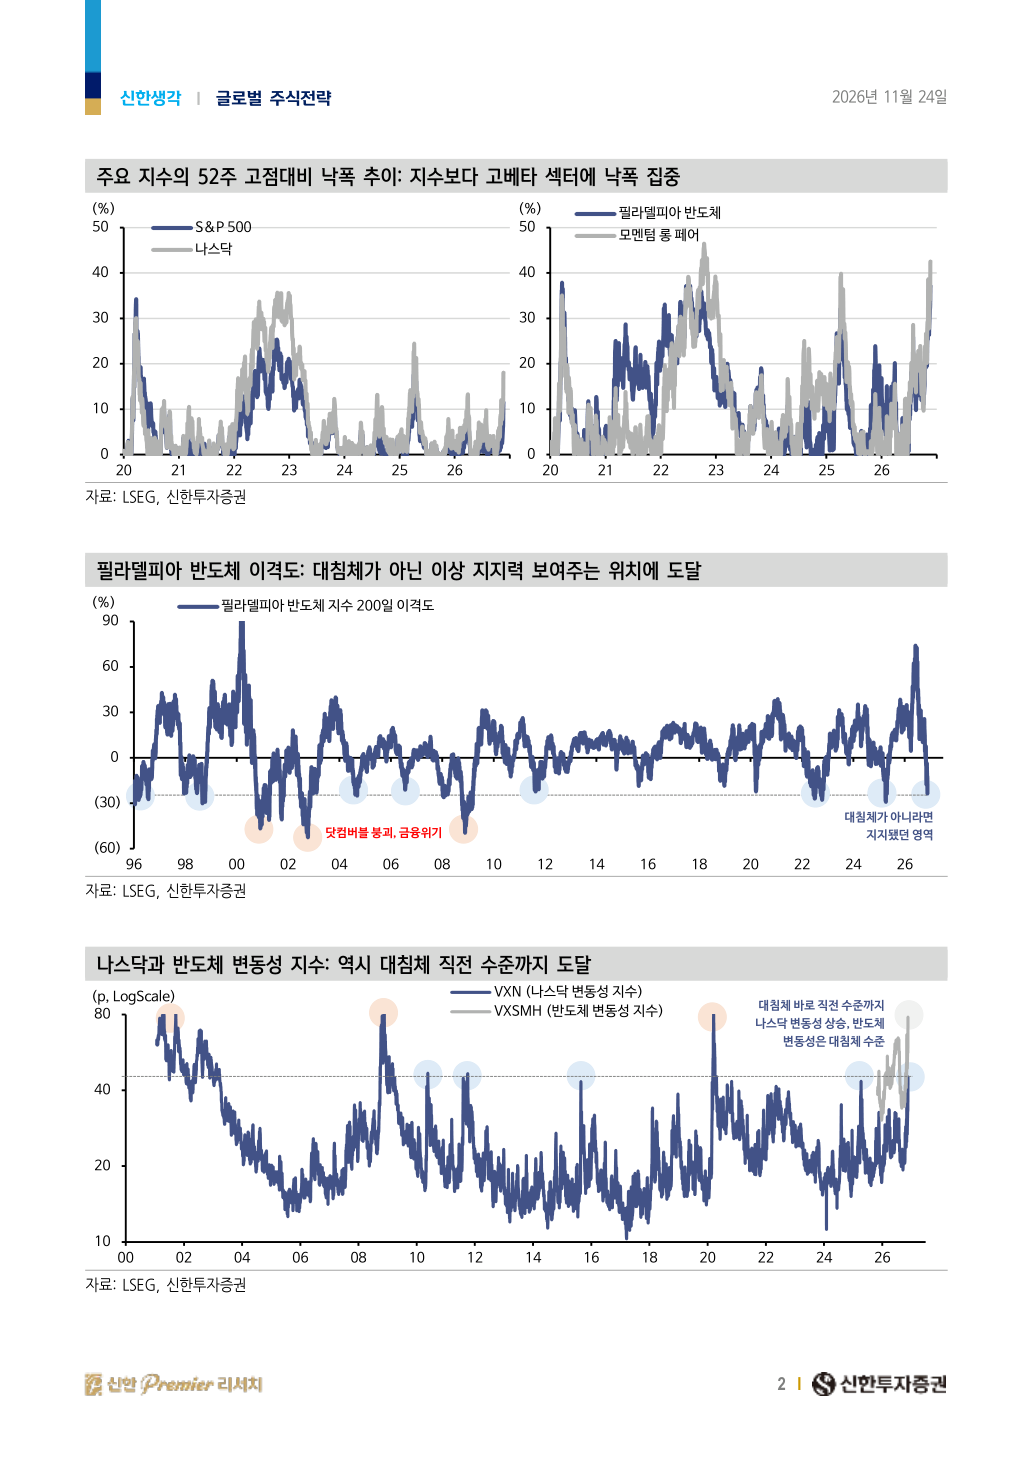 신한생각 | 글로벌 주식전략
2026년 11월 24일
주요 지수의 52주 고점대비 낙폭 추이: 지수보다 고베타 섹터에 낙폭 집중
(%)
S&P 500
나스닥
50
40
30
20
10
0
20 21 22 23 24 25 26
(%)
필라델피아 반도체
모멘텀 롱 페어
50
40
30
20
10
0
20 21 22 23 24 25 26
자료: LSEG, 신한투자증권
필라델피아 반도체 이격도: 대침체가 아닌 이상 지지력 보여주는 위치에 도달
(%)
필라델피아 반도체 지수 200일 이격도
90
60
30
0
(30)
(60)
닷컴버블 붕괴, 금융위기
대침체가 아니라면
지지됐던 영역
96 98 00 02 04 06 08 10 12 14 16 18 20 22 24 26
자료: LSEG, 신한투자증권
나스닥과 반도체 변동성 지수: 역시 대침체 직전 수준까지 도달
(p, LogScale)
VXN (나스닥 변동성 지수)
VXSMH (반도체 변동성 지수)
대침체 바로 직전 수준까지
나스닥 변동성 상승, 반도체
변동성은 대침체 수준
80
40
20
10
00 02 04 06 08 10 12 14 16 18 20 22 24 26
자료: LSEG, 신한투자증권
신한 Premier 리서치
2 | 신한투자증권